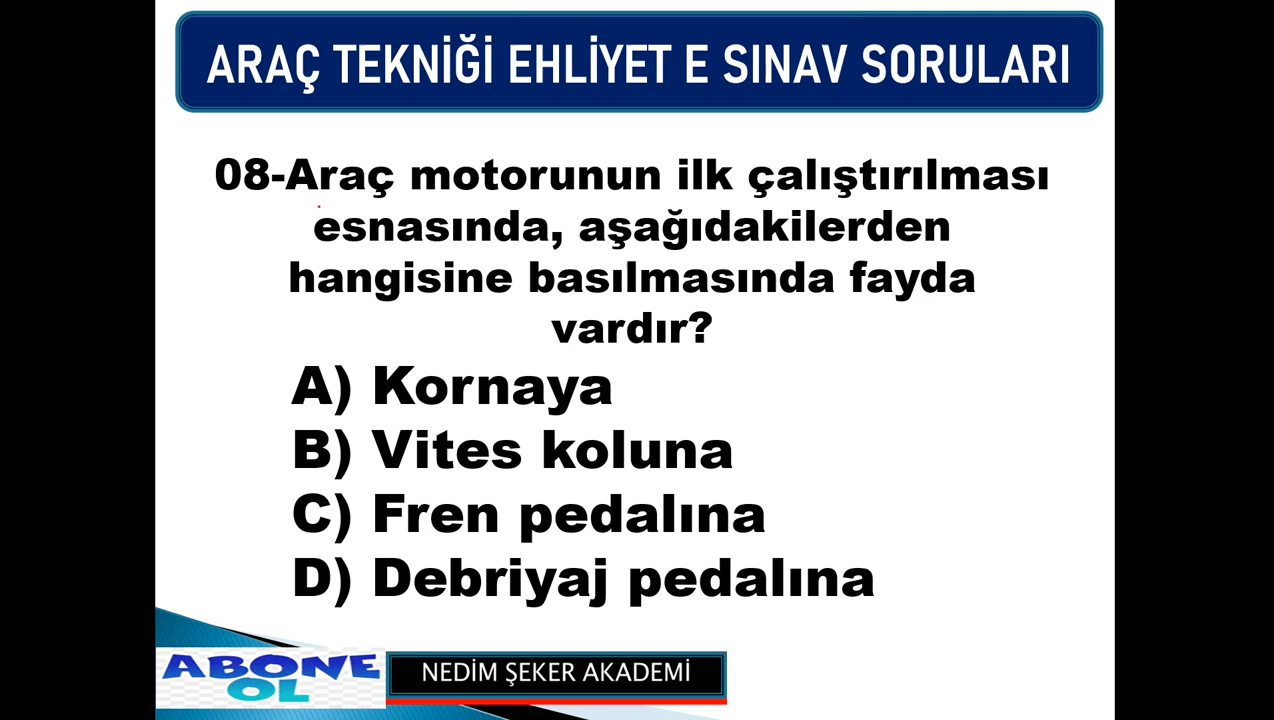 ARAÇ TEKNİĞİ EHLİYET E SINAV SORULARI
08-Araç motorunun ilk çalıştırılması
esnasında, aşağıdakilerden
hangisine basılmasında fayda
vardır?
A) Kornaya
B) Vites koluna
C) Fren pedalına
D) Debriyaj pedalına
ABONE
OL
NEDİM ŞEKER AKADEMİ